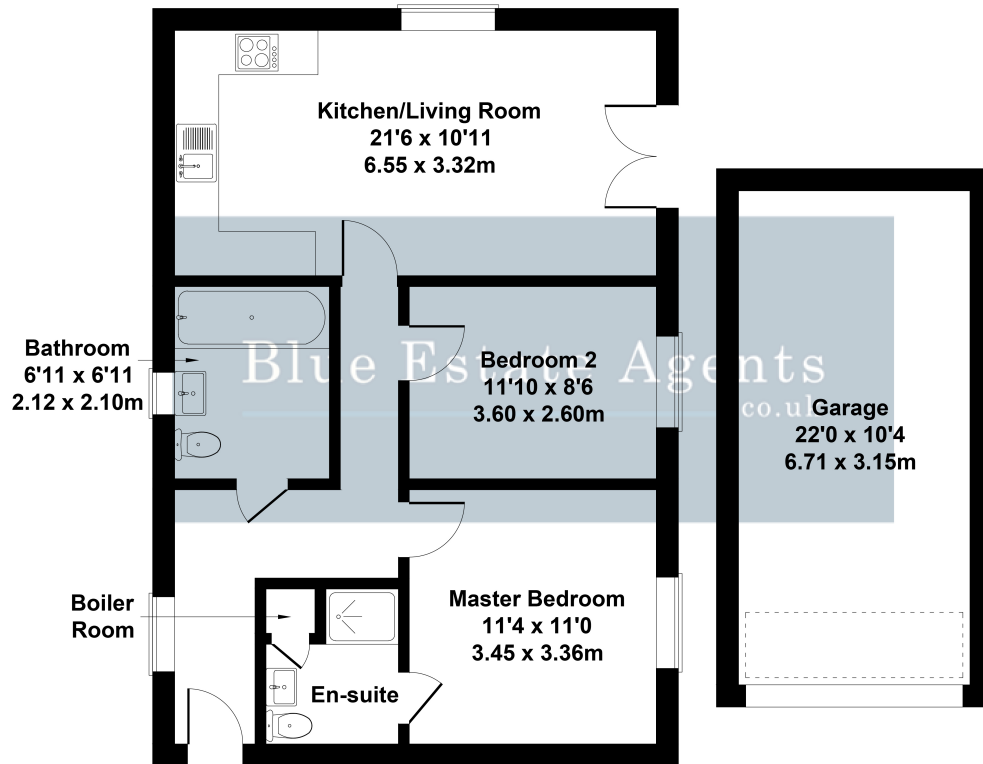 Kitchen/Living Room
21'6 x 10'11
6.55 x 3.32m
Bathroom
6'11 x 6'11
2.12 x 2.10m
Blue Estate Agents
co.uk
Bedroom 2
11'10 x 8'6
3.60 x 2.60m
Garage
22'0 x 10'4
6.71 x 3.15m
Boiler
Room
Master Bedroom
11'4 x 11'0
3.45 x 3.36m
En-suite